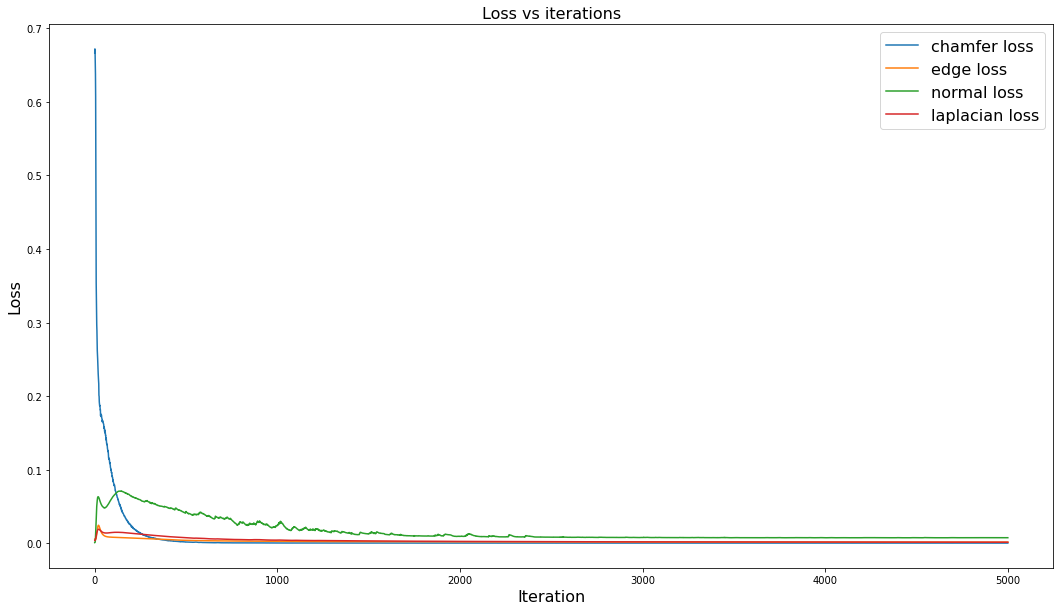 Loss vs iterations
0.7
0.6
0.5
0.4
0.3
0.2
0.1
0.0
Loss
chamfer loss
edge loss
normal loss
laplacian loss
0 1000 2000 3000 4000 5000
Iteration